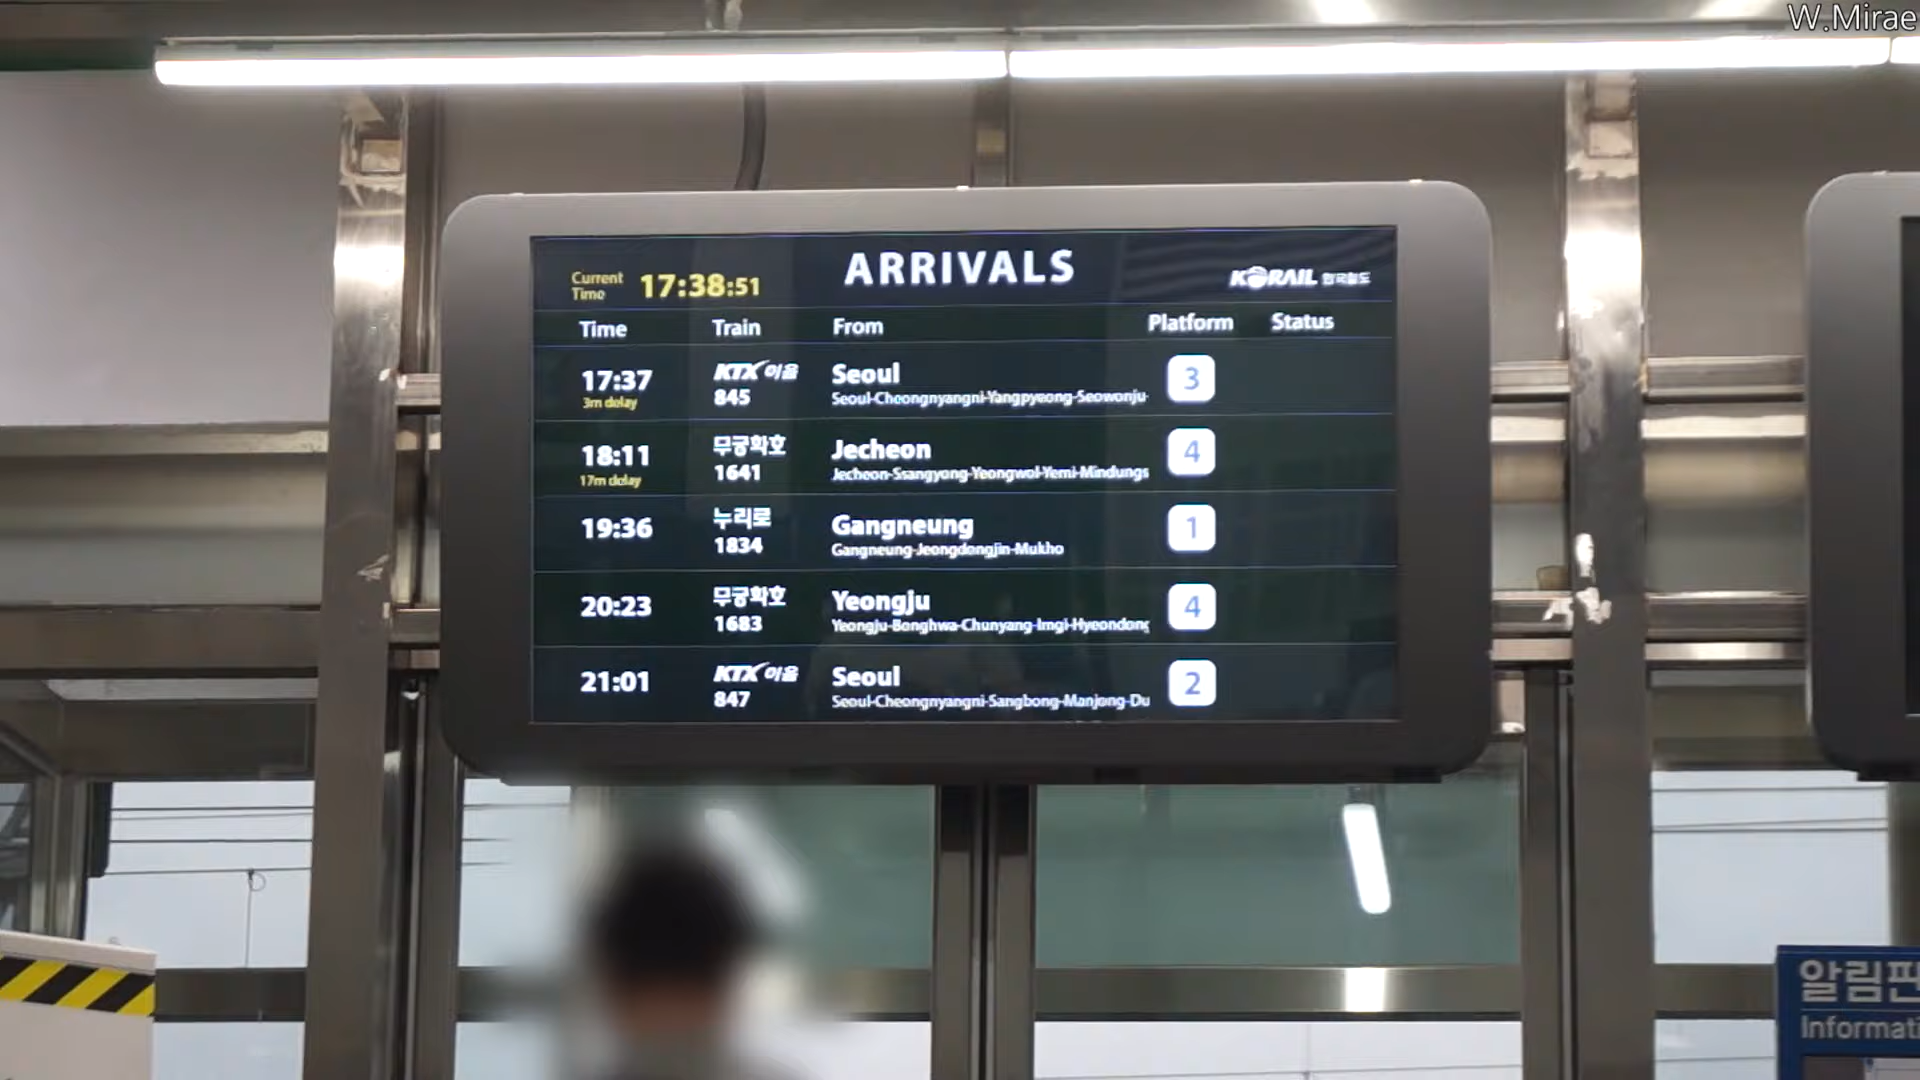 W.Mirae
Current Time 17:38:51
ARRIVALS
KORAIL 한국철도
Time Train From Platform Status
17:37 KTX 이음 Seoul 3
3m delay 845 Seoul-Cheongnyangni-Yangpyeong-Seowonju-
18:11 무궁화호 Jecheon 4
17m delay 1641 Jecheon-Ssangyong-Yeongwol-Yemi-Mindungs
19:36 누리로 Gangneung 1
1834 Gangneung-Jeongdongjin-Mukho
20:23 무궁화호 Yeongju 4
1683 Yeongju-Bonghwa-Chunyang-Imgi-Hyeondong
21:01 KTX 이음 Seoul 2
847 Seoul-Cheongnyangni-Sangbong-Manjong-Du
알림판
Informati